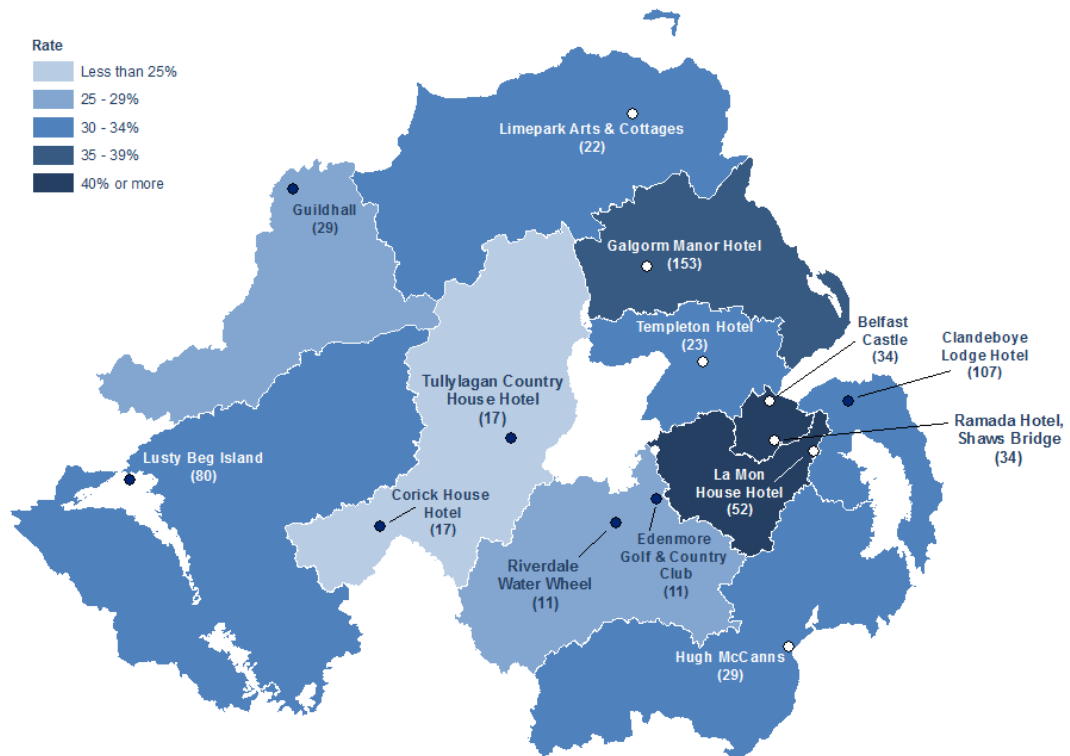 Rate
Less than 25%
25 - 29%
30 - 34%
35 - 39%
40% or more
Limepark Arts & Cottages
(22)
Guildhall
(29)
Galgorm Manor Hotel
(153)
Templeton Hotel
(23)
Belfast
Castle
(34)
Clandeboye
Lodge Hotel
(107)
Tullylagan Country
House Hotel
(17)
Ramada Hotel,
Shaws Bridge
(34)
Lusty Beg Island
(80)
La Mon
House Hotel
(52)
Corick House
Hotel
(17)
Edenmore
Golf & Country
Club
(11)
Riverdale
Water Wheel
(11)
Hugh McCanns
(29)